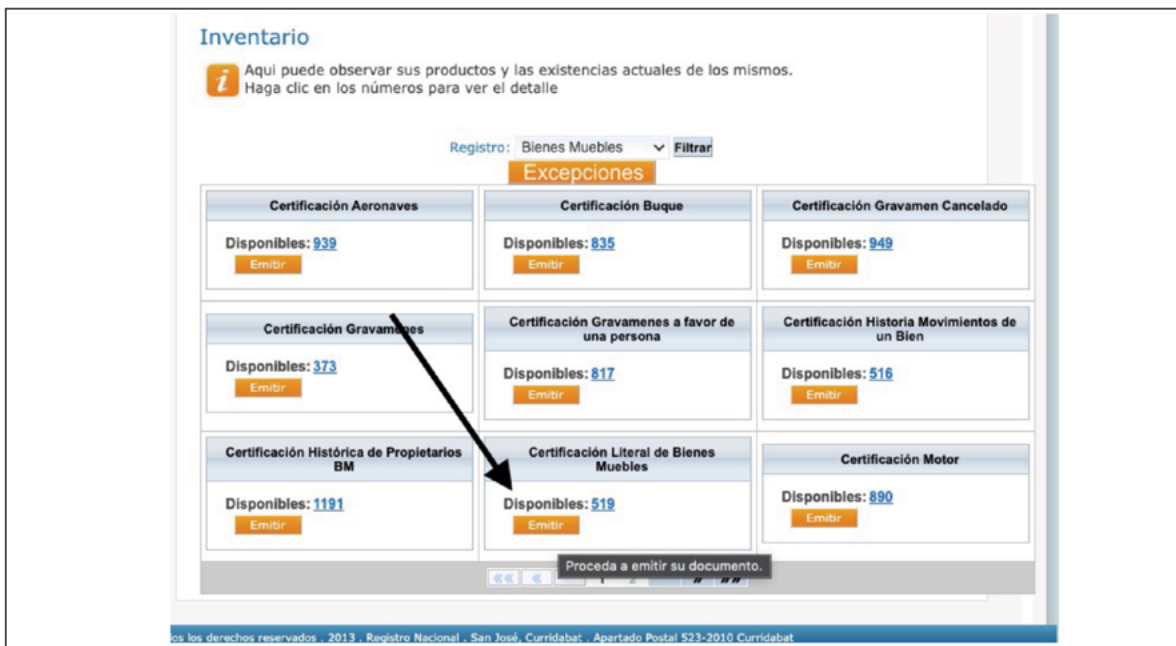 Inventario
Aqui puede observar sus productos y las existencias actuales de los mismos.
Haga clic en los números para ver el detalle
Registro: Bienes Muebles Filtrar
Excepciones
Certificación Aeronaves
Disponibles: 939
Emitir
Certificación Buque
Disponibles: 835
Emitir
Certificación Gravamen Cancelado
Disponibles: 949
Emitir
Certificación Gravamenes
Disponibles: 373
Emitir
Certificación Gravamenes a favor de
una persona
Disponibles: 817
Emitir
Certificación Historia Movimientos de
un Bien
Disponibles: 516
Emitir
Certificación Histórica de Propietarios
BM
Disponibles: 1191
Emitir
Certificación Literal de Bienes
Muebles
Disponibles: 519
Emitir
Certificación Motor
Disponibles: 890
Emitir
Proceda a emitir su documento.
«« « 1 2 » »»
os los derechos reservados . 2013 . Registro Nacional . San José, Curridabat . Apartado Postal 523-2010 Curridabat